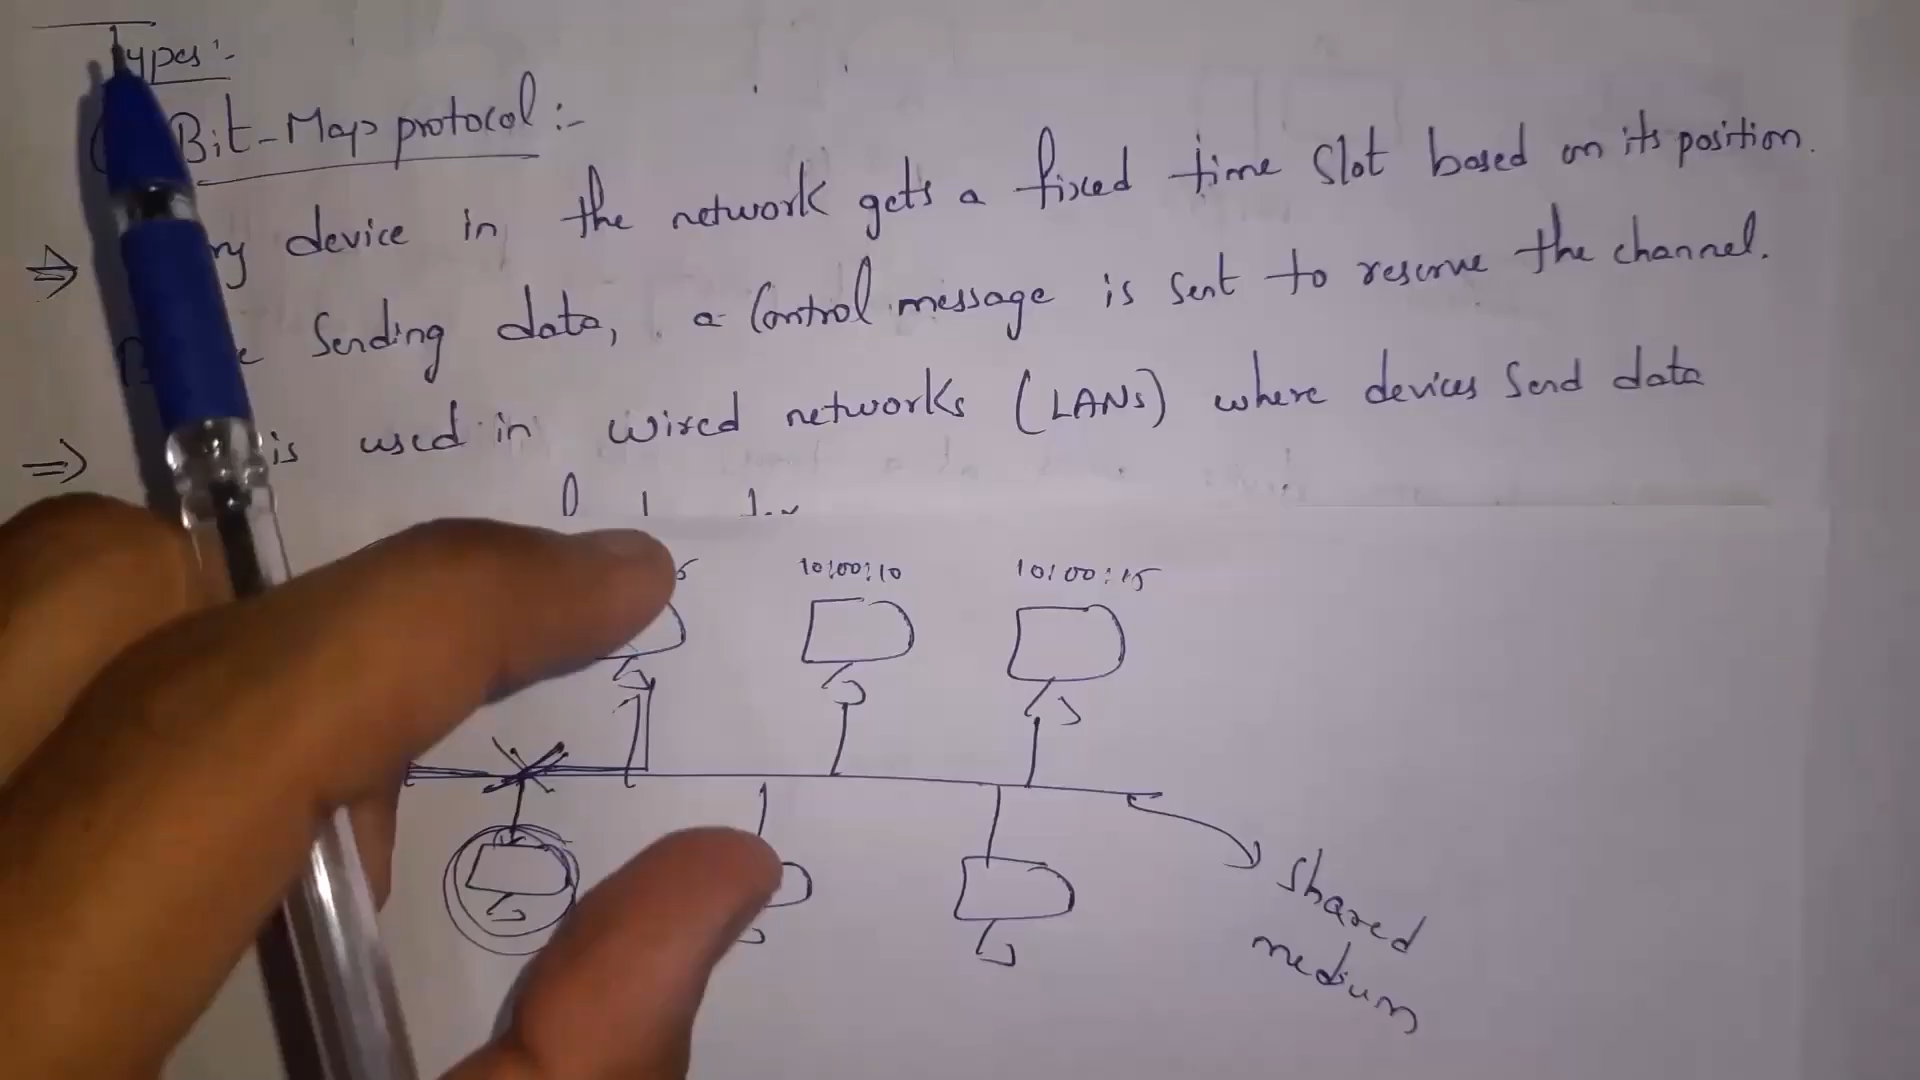 Types :-
Bit-Map protocol :-
device in the network gets a fixed time slot based on its position.
Sending data, a Control message is sent to reserve the channel.
is used in wired networks (LANs) where devices send data
10:00:10
10:00:15
Shared
medium